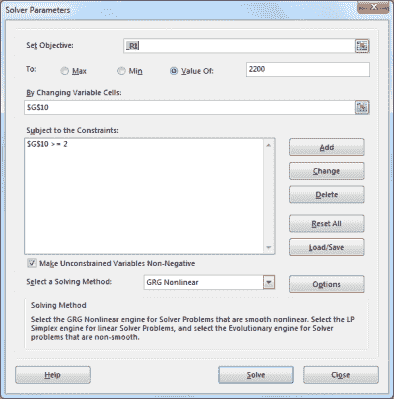 Solver Parameters
Set Objective: _R1
To: Max Min Value Of: 2200
By Changing Variable Cells:
$G$10
Subject to the Constraints:
$G$10 >= 2
Add
Change
Delete
Reset All
Load/Save
Make Unconstrained Variables Non-Negative
Select a Solving Method: GRG Nonlinear Options
Solving Method
Select the GRG Nonlinear engine for Solver Problems that are smooth nonlinear. Select the LP
Simplex engine for linear Solver Problems, and select the Evolutionary engine for Solver
problems that are non-smooth.
Help Solve Close